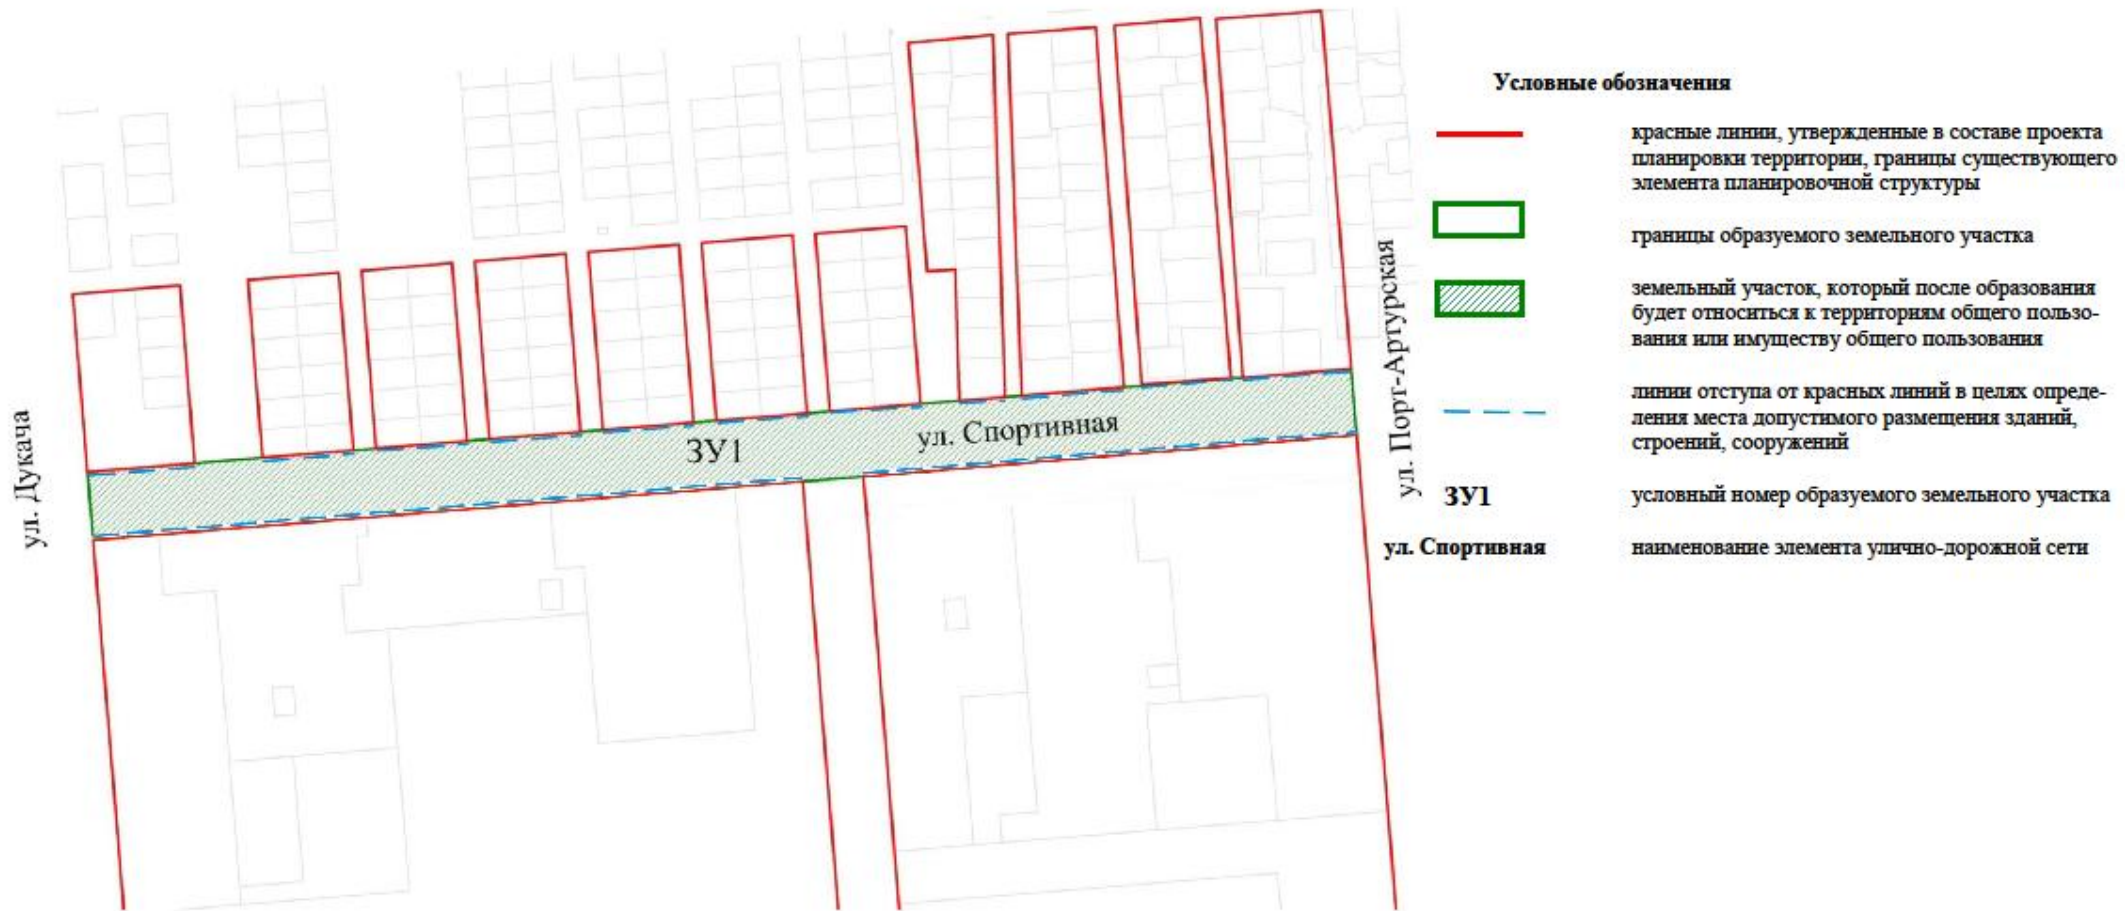 ул. Дукача
ЗУ1
ул. Спортивная
ул. Порт-Артурская
Условные обозначения
красные линии, утвержденные в составе проекта
планировки территории, границы существующего
элемента планировочной структуры
границы образуемого земельного участка
земельный участок, который после образования
будет относиться к территориям общего пользо-
вания или имуществу общего пользования
линии отступа от красных линий в целях опреде-
ления места допустимого размещения зданий,
строений, сооружений
ЗУ1
условный номер образуемого земельного участка
ул. Спортивная
наименование элемента улично-дорожной сети